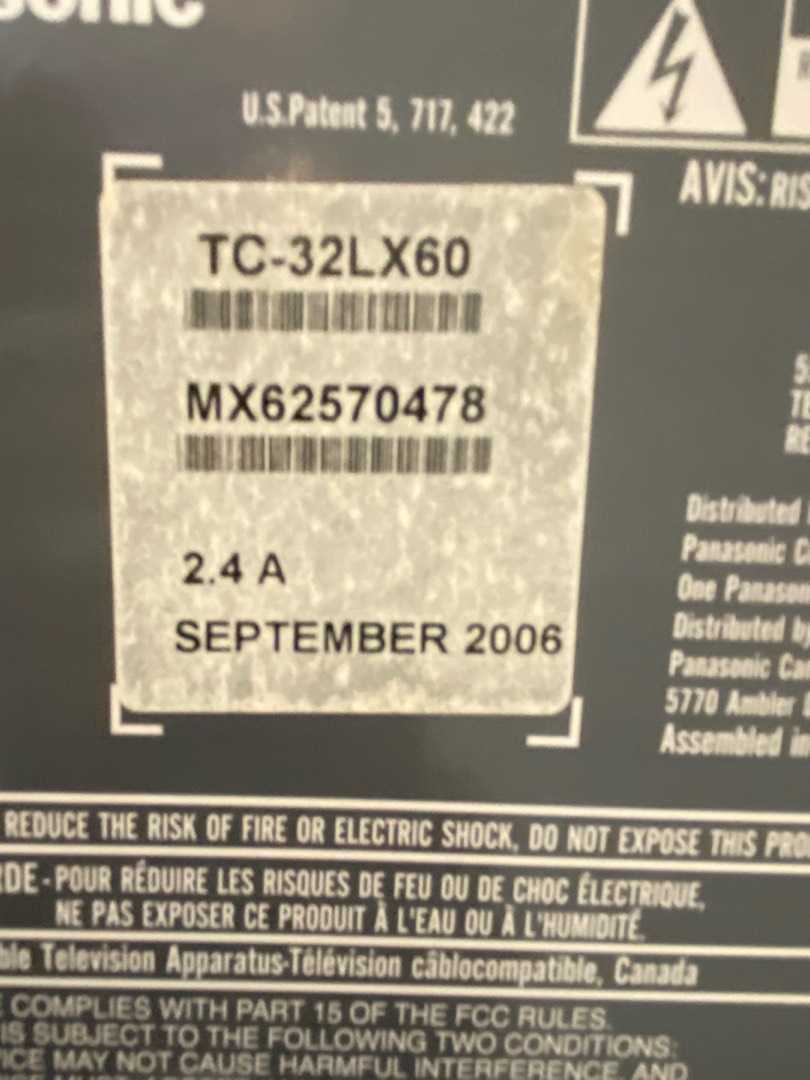 U.S.Patent 5, 717, 422
AVIS:
TC-32LX60
MX62570478
2.4 A
SEPTEMBER 2006
Distributed
Panasonic
One
Distributed by
Panasonic
5770 Ambler
Assembled in
REDUCE THE RISK OF FIRE OR ELECTRIC SHOCK, DO NOT EXPOSE THIS
POUR RÉDUIRE LES RISQUES DE FEU OU DE CHOC ÉLECTRIQUE,
NE PAS EXPOSER CE PRODUIT À L'EAU OU À L'HUMIDITÉ.
Television Apparatus-Télévision câblocompatible, Canada
COMPLIES WITH PART 15 OF THE FCC RULES.
IS SUBJECT TO THE FOLLOWING TWO CONDITIONS:
MAY NOT CAUSE HARMFUL INTERFERENCE, AND